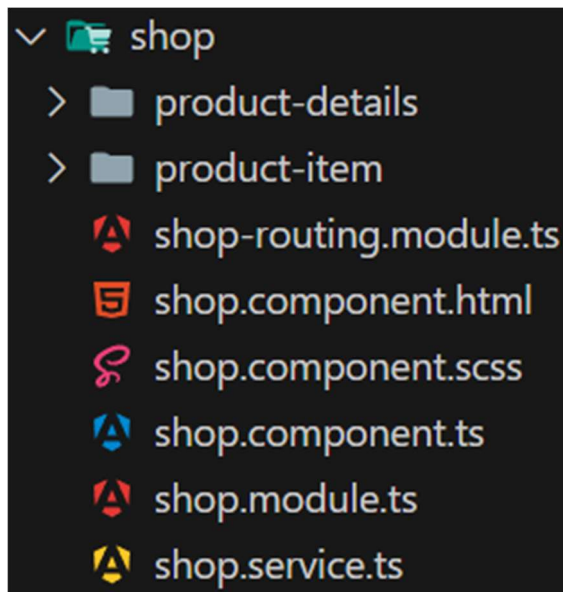 shop
product-details
product-item
shop-routing.module.ts
shop.component.html
shop.component.scss
shop.component.ts
shop.module.ts
shop.service.ts